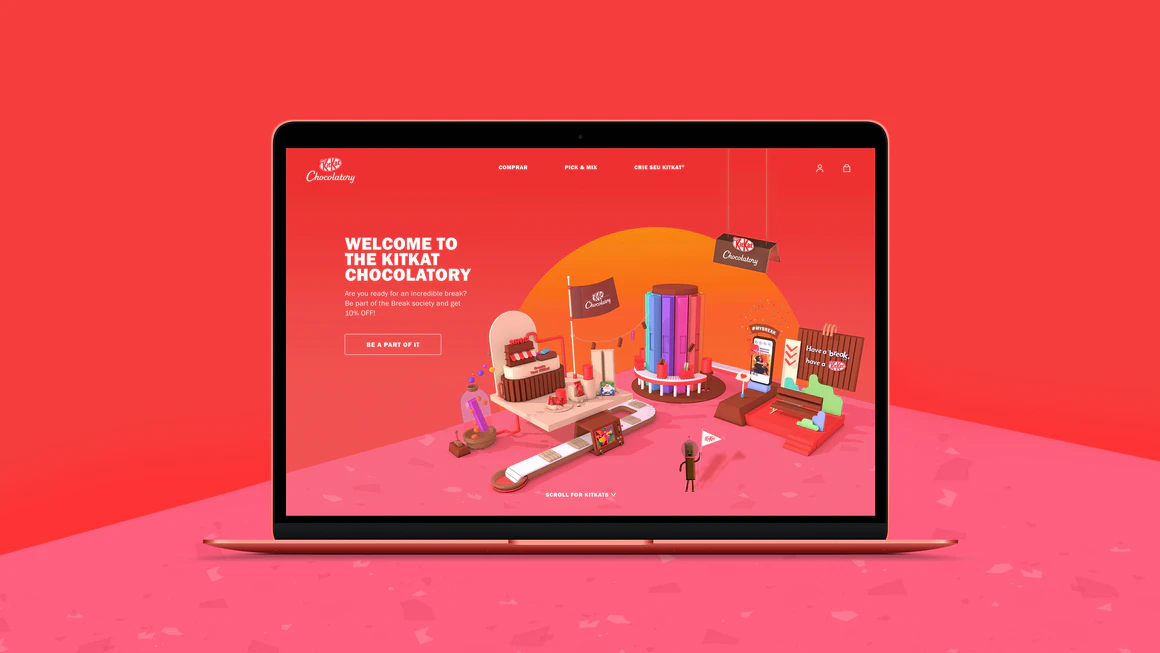 KitKat
Chocolatory
COMPRAR
PICK & MIX
CRIE SEU KITKAT®
WELCOME TO
THE KITKAT
CHOCOLATORY
Are you ready for an incredible break?
Be part of the Break society and get
10% OFF!
BE A PART OF IT
KitKat
Chocolatory
KitKat
Chocolatory
#MYBREAK
Have a break,
have a KitKat
KitKat
SCROLL FOR KITKATS